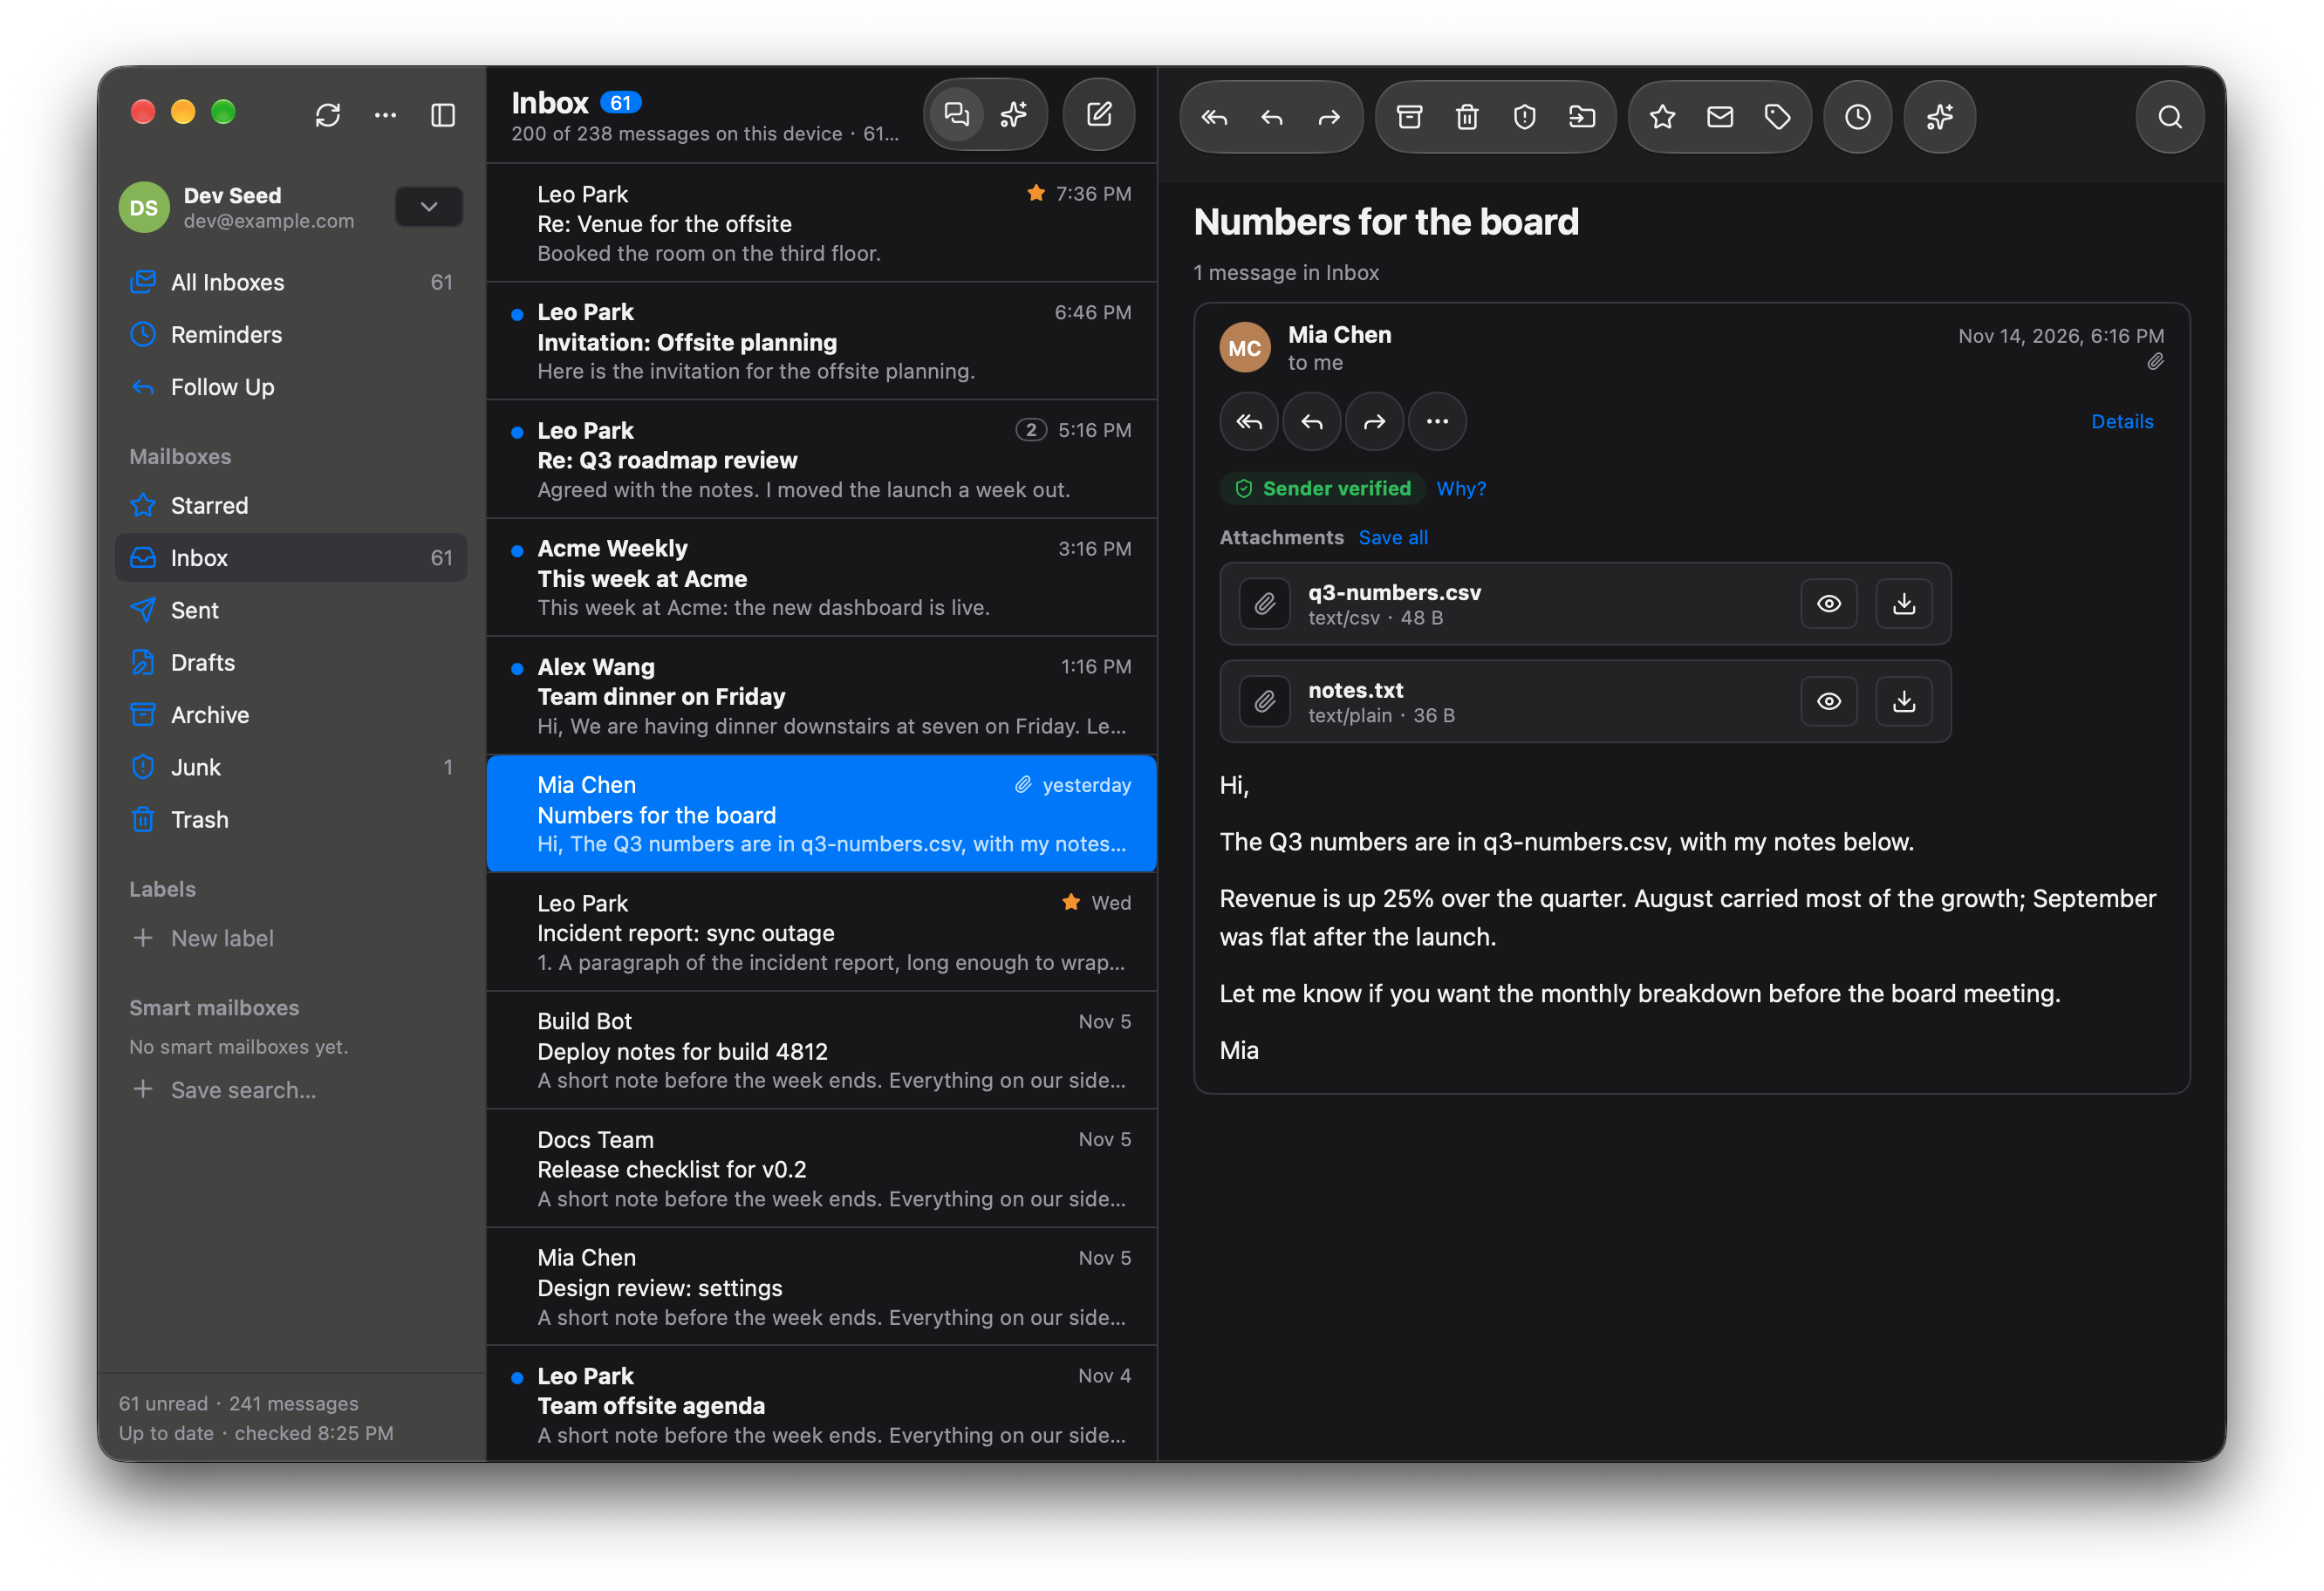 Dev Seed
DS
dev@example.com
All Inboxes 61
Reminders
Follow Up
Mailboxes
Starred
Inbox 61
Sent
Drafts
Archive
Junk 1
Trash
Labels
New label
Smart mailboxes
No smart mailboxes yet.
Save search...
61 unread · 241 messages
Up to date · checked 8:25 PM
Inbox 61
200 of 238 messages on this device · 61...
Leo Park 7:36 PM
Re: Venue for the offsite
Booked the room on the third floor.
Leo Park 6:46 PM
Invitation: Offsite planning
Here is the invitation for the offsite planning.
Leo Park 2 5:16 PM
Re: Q3 roadmap review
Agreed with the notes. I moved the launch a week out.
Acme Weekly 3:16 PM
This week at Acme
This week at Acme: the new dashboard is live.
Alex Wang 1:16 PM
Team dinner on Friday
Hi, We are having dinner downstairs at seven on Friday. Le...
Mia Chen yesterday
Numbers for the board
Hi, The Q3 numbers are in q3-numbers.csv, with my notes...
Leo Park Wed
Incident report: sync outage
1. A paragraph of the incident report, long enough to wrap...
Build Bot Nov 5
Deploy notes for build 4812
A short note before the week ends. Everything on our side...
Docs Team Nov 5
Release checklist for v0.2
A short note before the week ends. Everything on our side...
Mia Chen Nov 5
Design review: settings
A short note before the week ends. Everything on our side...
Leo Park Nov 4
Team offsite agenda
A short note before the week ends. Everything on our side...
Numbers for the board
1 message in Inbox
Mia Chen Nov 14, 2026, 6:16 PM
MC
to me
Details
Sender verified Why?
Attachments Save all
q3-numbers.csv
text/csv · 48 B
notes.txt
text/plain · 36 B
Hi,
The Q3 numbers are in q3-numbers.csv, with my notes below.
Revenue is up 25% over the quarter. August carried most of the growth; September
was flat after the launch.
Let me know if you want the monthly breakdown before the board meeting.
Mia